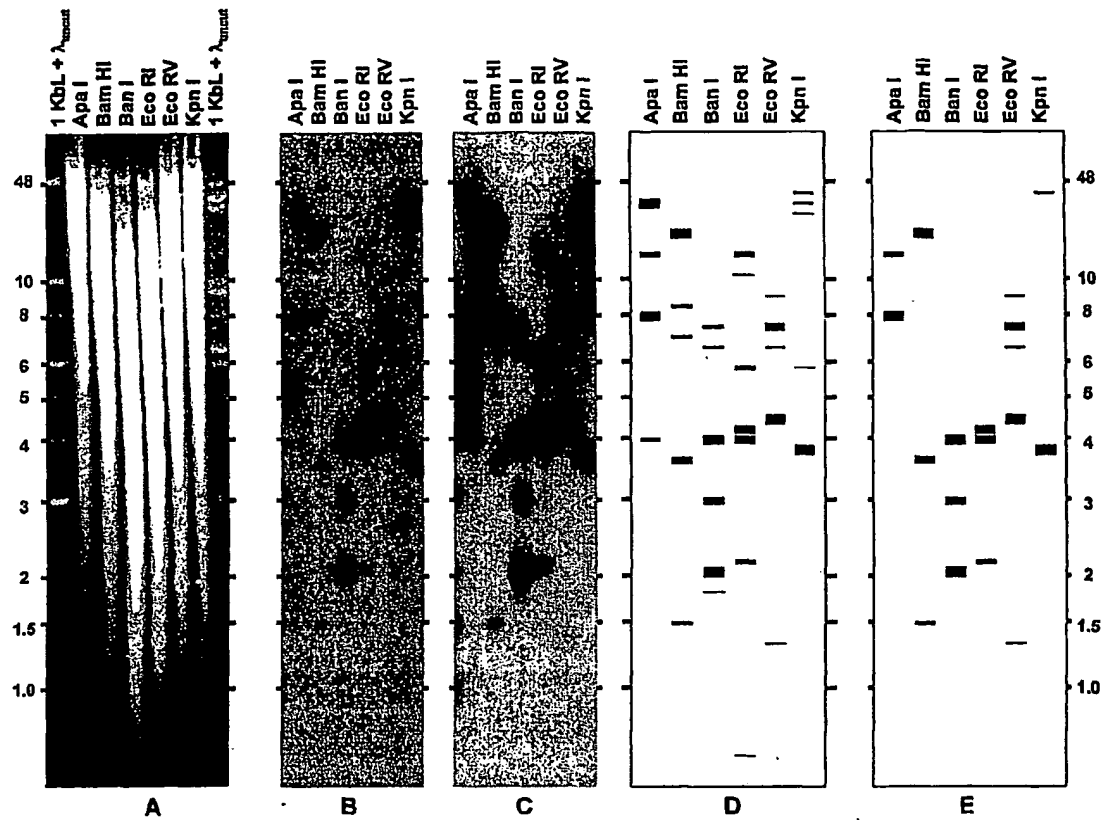 1 KbL + λuncut
Apa I
Bam HI
Ban I
Eco RI
Eco RV
Kpn I
1 KbL + λuncut
Apa I
Bam HI
Ban I
Eco RI
Eco RV
Kpn I
Apa I
Bam HI
Ban I
Eco RI
Eco RV
Kpn I
Apa I
Bam HI
Ban I
Eco RI
Eco RV
Kpn I
Apa I
Bam HI
Ban I
Eco RI
Eco RV
Kpn I
48
10
8
6
5
4
3
2
1.5
1.0
48
10
8
6
5
4
3
2
1.5
1.0
A
B
C
D
E